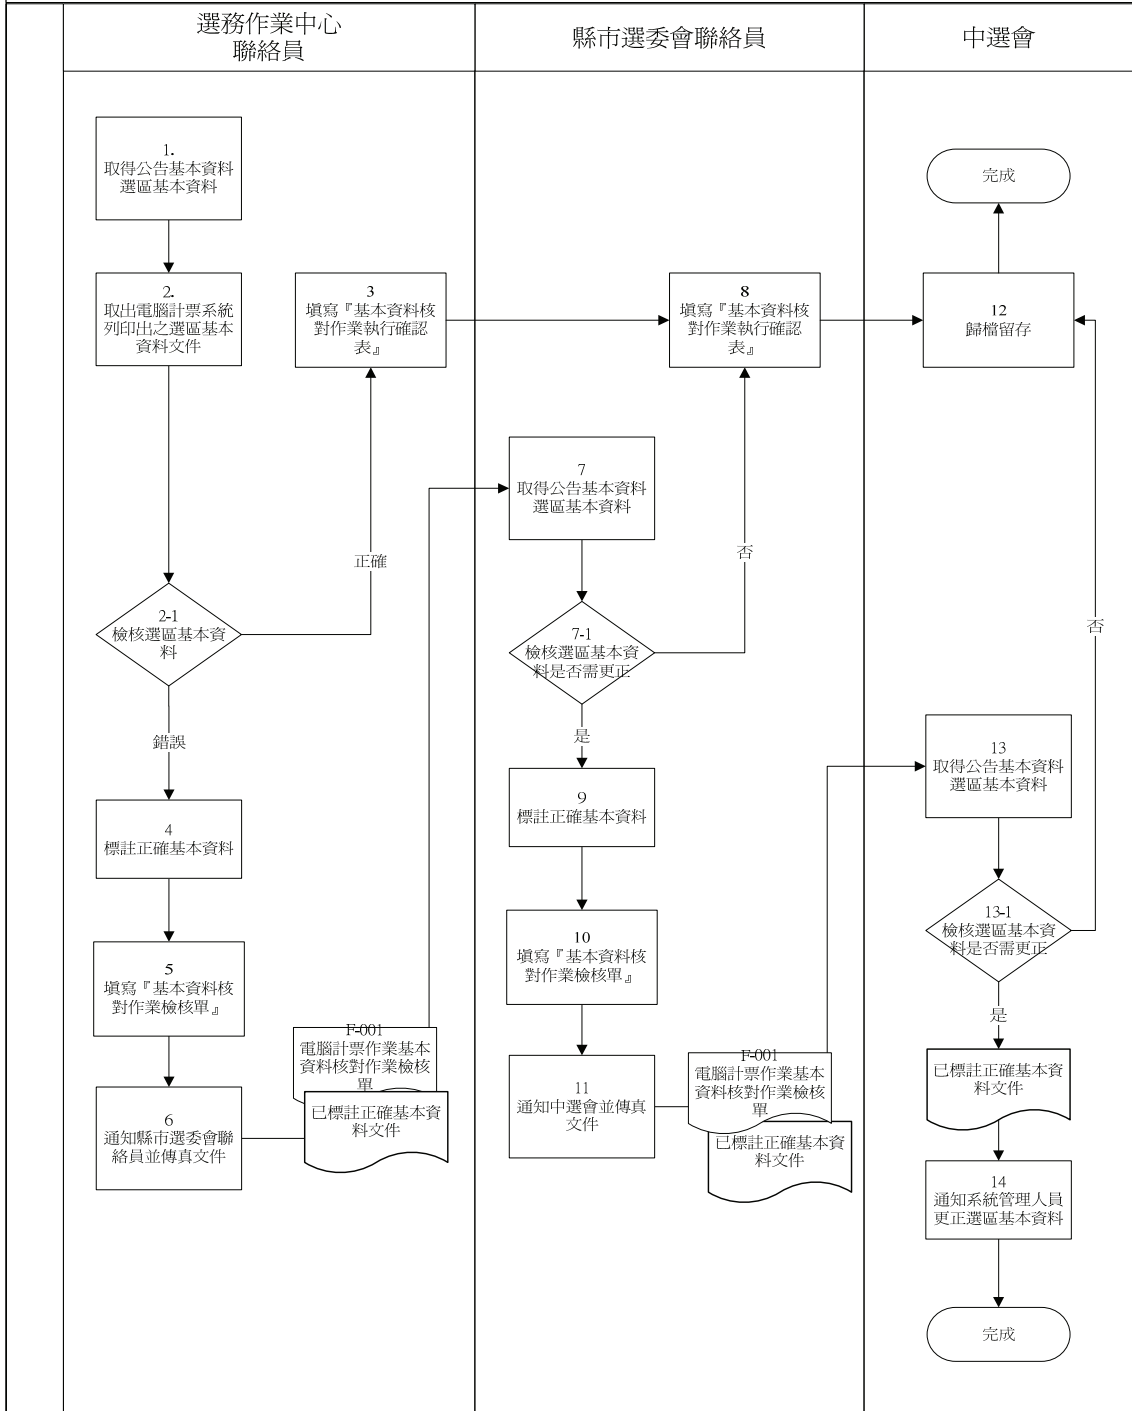 選務作業中心
聯絡員
縣市選委會聯絡員
中選會
1.
取得公告基本資料
選區基本資料
2.
取出電腦計票系統
列印出之選區基本
資料文件
3
填寫『基本資料核
對作業執行確認
表』
正確
2-1
檢核選區基本資
料
錯誤
4
標註正確基本資料
5
填寫『基本資料核
對作業檢核單』
6
通知縣市選委會聯
絡員並傳真文件
F-001
電腦計票作業基本
資料核對作業檢核
單
已標註正確基本資
料文件
8
填寫『基本資料核
對作業執行確認
表』
7
取得公告基本資料
選區基本資料
否
7-1
檢核選區基本資
料是否需更正
是
9
標註正確基本資料
10
填寫『基本資料核
對作業檢核單』
11
通知中選會並傳真
文件
F-001
電腦計票作業基本
資料核對作業檢核
單
已標註正確基本資
料文件
完成
12
歸檔留存
否
13
取得公告基本資料
選區基本資料
13-1
檢核選區基本資
料是否需更正
是
已標註正確基本資
料文件
14
通知系統管理人員
更正選區基本資料
完成